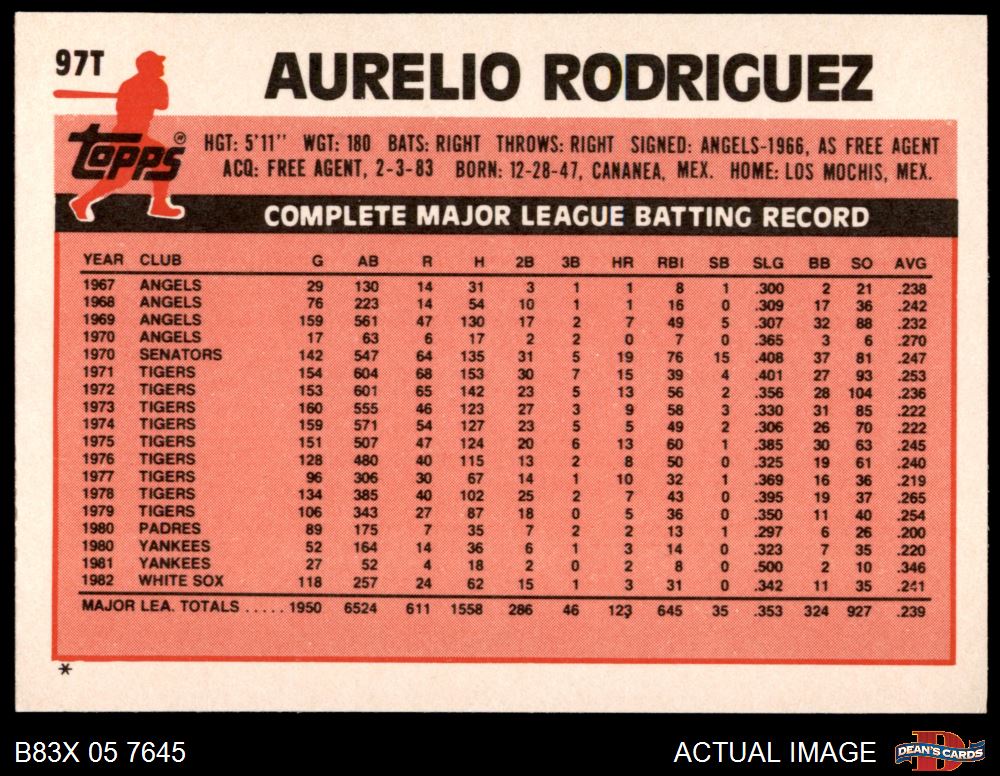 97T
AURELIO RODRIGUEZ
topps®
HGT: 5'11" WGT: 180 BATS: RIGHT THROWS: RIGHT SIGNED: ANGELS-1966, AS FREE AGENT
ACQ: FREE AGENT, 2-3-83 BORN: 12-28-47, CANANEA, MEX. HOME: LOS MOCHIS, MEX.
COMPLETE MAJOR LEAGUE BATTING RECORD
YEAR CLUB G AB R H 2B 3B HR RBI SB SLG BB SO AVG
1967 ANGELS 29 130 14 31 3 1 1 8 1 .300 2 21 .238
1968 ANGELS 76 223 14 54 10 1 1 16 0 .309 17 36 .242
1969 ANGELS 159 561 47 130 17 2 7 49 5 .307 32 88 .232
1970 ANGELS 17 63 6 17 2 2 0 7 0 .365 3 6 .270
1970 SENATORS 142 547 64 135 31 5 19 76 15 .408 37 81 .247
1971 TIGERS 154 604 68 153 30 7 15 39 4 .401 27 93 .253
1972 TIGERS 153 601 65 142 23 5 13 56 2 .356 28 104 .236
1973 TIGERS 160 555 46 123 27 3 9 58 3 .330 31 85 .222
1974 TIGERS 159 571 54 127 23 5 5 49 2 .306 26 70 .222
1975 TIGERS 151 507 47 124 20 6 13 60 1 .385 30 63 .245
1976 TIGERS 128 480 40 115 13 2 8 50 0 .325 19 61 .240
1977 TIGERS 96 306 30 67 14 1 10 32 1 .369 16 36 .219
1978 TIGERS 134 385 40 102 25 2 7 43 0 .395 19 37 .265
1979 TIGERS 106 343 27 87 18 0 5 36 0 .350 11 40 .254
1980 PADRES 89 175 7 35 7 2 2 13 1 .297 6 26 .200
1980 YANKEES 52 164 14 36 6 1 3 14 0 .323 7 35 .220
1981 YANKEES 27 52 4 18 2 0 2 8 0 .500 2 10 .346
1982 WHITE SOX 118 257 24 62 15 1 3 31 0 .342 11 35 .241
MAJOR LEA. TOTALS ..... 1950 6524 611 1558 286 46 123 645 35 .353 324 927 .239
*
B83X 05 7645
ACTUAL IMAGE
DEAN'S CARDS